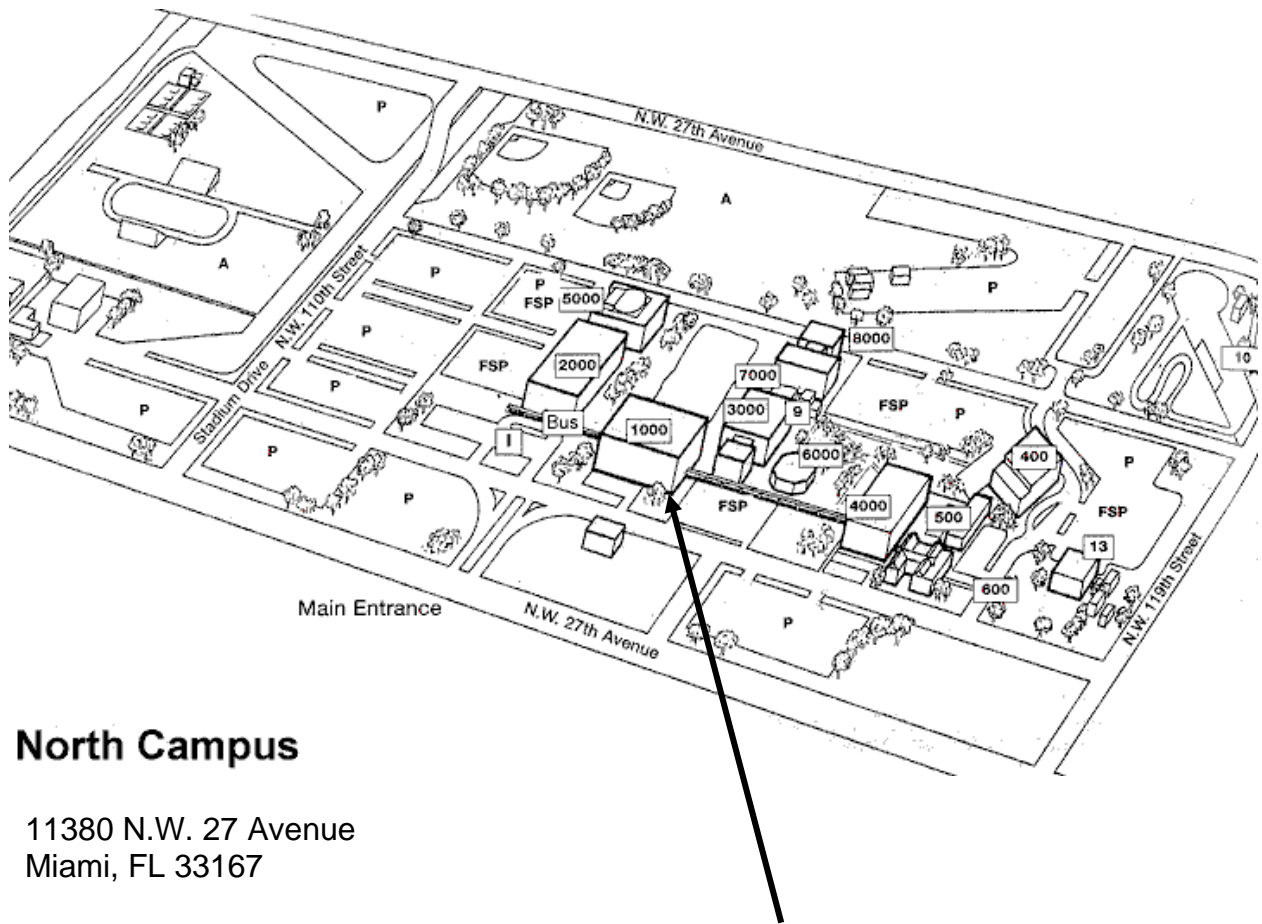 N.W. 27th Avenue
P
A
A
N.W. 110th Street
P
P
FSP
5000
P
8000
10
P
FSP
2000
7000
Stadium Drive
P
3000
9
FSP
P
Bus
1000
6000
400
P
P
I
P
P
FSP
4000
500
FSP
13
600
N.W. 119th Street
Main Entrance
N.W. 27th Avenue
P
North Campus
11380 N.W. 27 Avenue
Miami, FL 33167